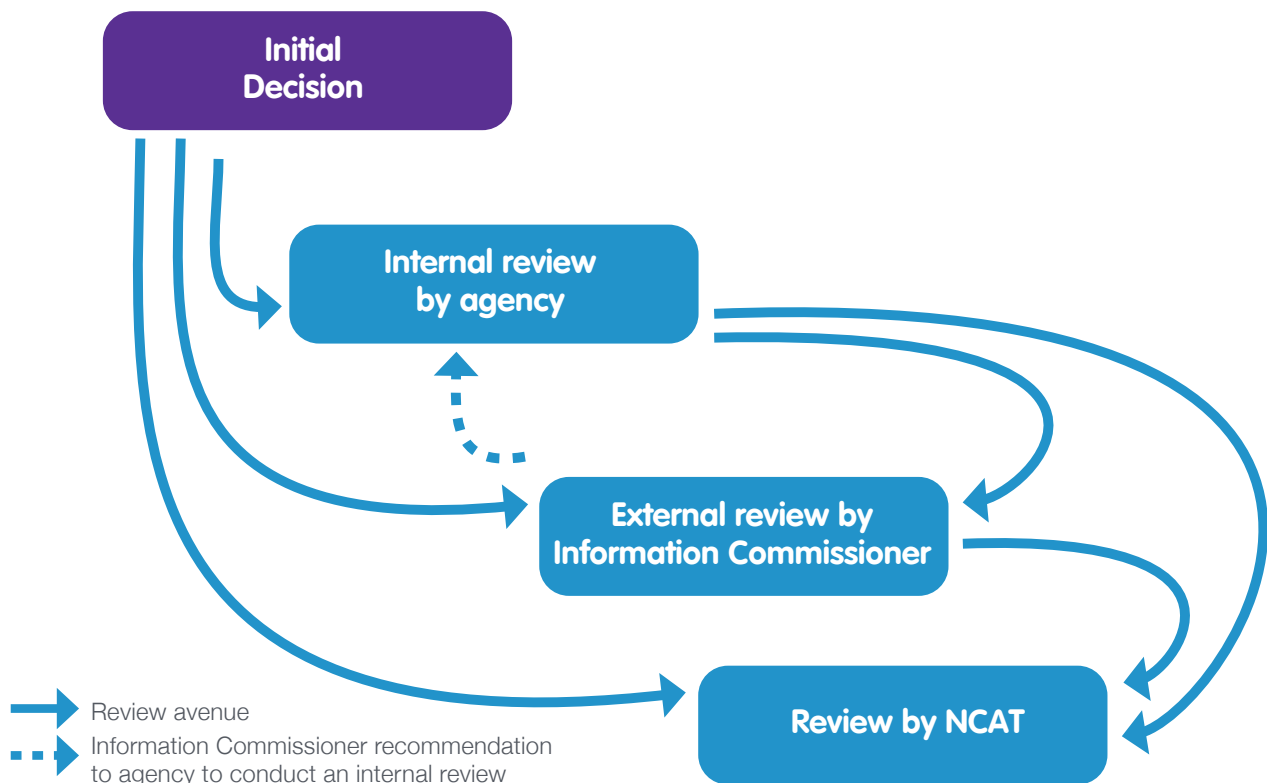 Initial
Decision
Internal review
by agency
External review by
Information Commissioner
Review by NCAT
Review avenue
Information Commissioner recommendation
to agency to conduct an internal review